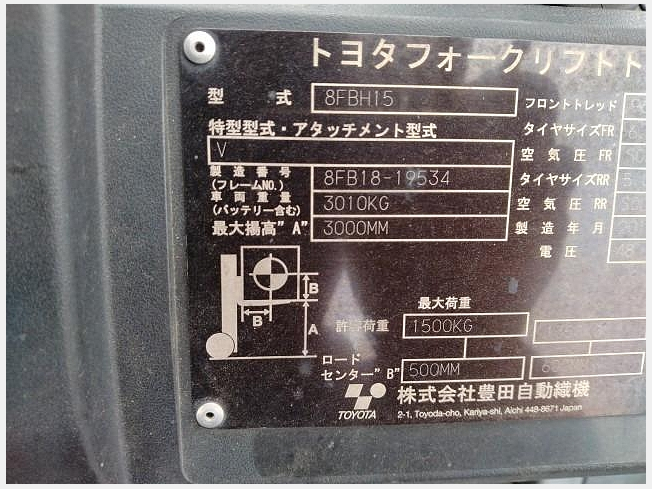 トヨタフォークリフト
型式 8FBH15 フロントトレッド
特型型式・アタッチメント型式 タイヤサイズFR
V 空気圧FR
製造番号 8FB18-19534 タイヤサイズRR
(フレームNO.)
車両重量 3010KG 空気圧RR
(バッテリー含む)
最大揚高"A" 3000MM 製造年月
電圧 48
B
B
A
最大荷重
許容荷重 1500KG
ロード
センター"B" 500MM
TOYOTA 株式会社豊田自動織機
2-1, Toyoda-cho, Kariya-shi, Aichi 448-8671 Japan